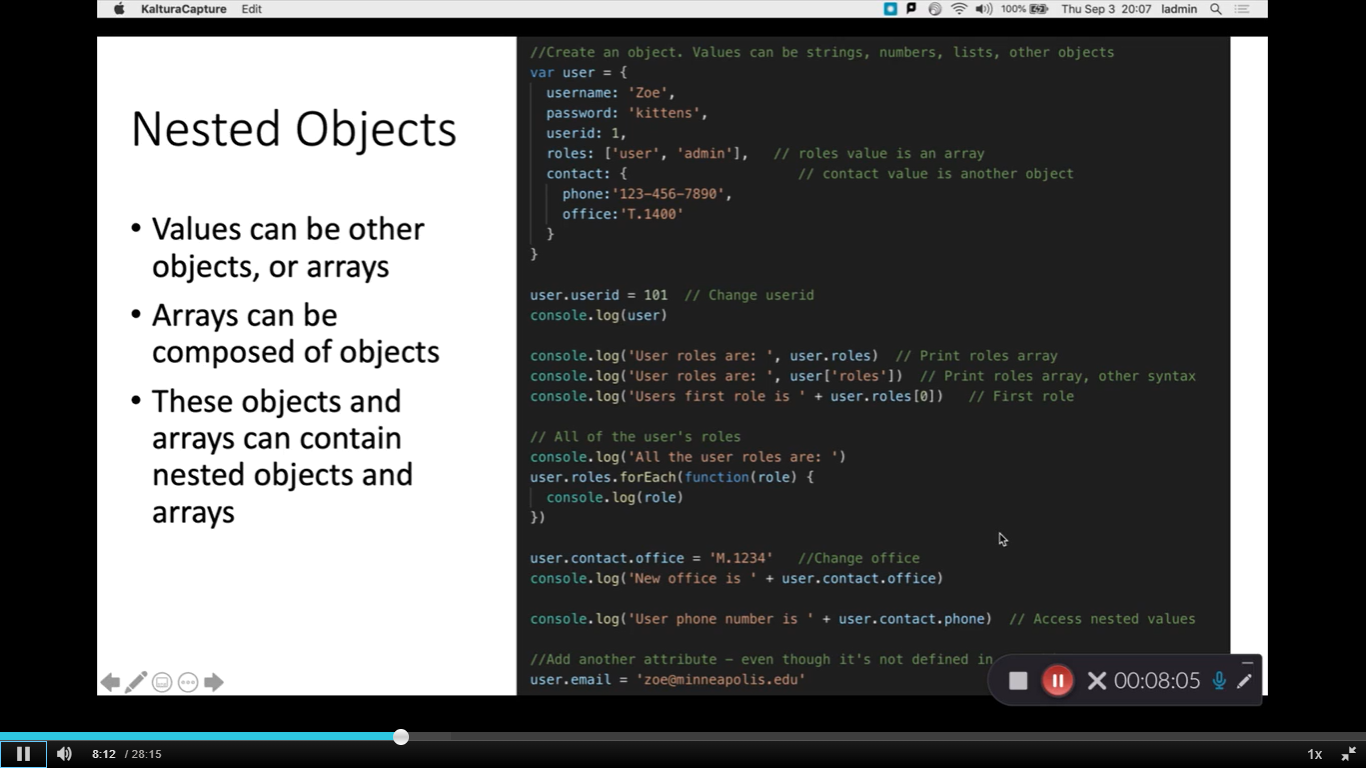 KalturaCapture Edit 100% Thu Sep 3 20:07 ladmin
Nested Objects
• Values can be other
objects, or arrays
• Arrays can be
composed of objects
• These objects and
arrays can contain
nested objects and
arrays
//Create an object. Values can be strings, numbers, lists, other objects
var user = {
username: 'Zoe',
password: 'kittens',
userid: 1,
roles: ['user', 'admin'], // roles value is an array
contact: { // contact value is another object
phone:'123-456-7890',
office:'T.1400'
}
}
user.userid = 101 // Change userid
console.log(user)
console.log('User roles are: ', user.roles) // Print roles array
console.log('User roles are: ', user['roles']) // Print roles array, other syntax
console.log('Users first role is ' + user.roles[0]) // First role
// All of the user's roles
console.log('All the user roles are: ')
user.roles.forEach(function(role) {
console.log(role)
})
user.contact.office = 'M.1234' //Change office
console.log('New office is ' + user.contact.office)
console.log('User phone number is ' + user.contact.phone) // Access nested values
//Add another attribute – even though it's not defined in
user.email = 'zoe@minneapolis.edu'
00:08:05
8:12 / 28:15 1x